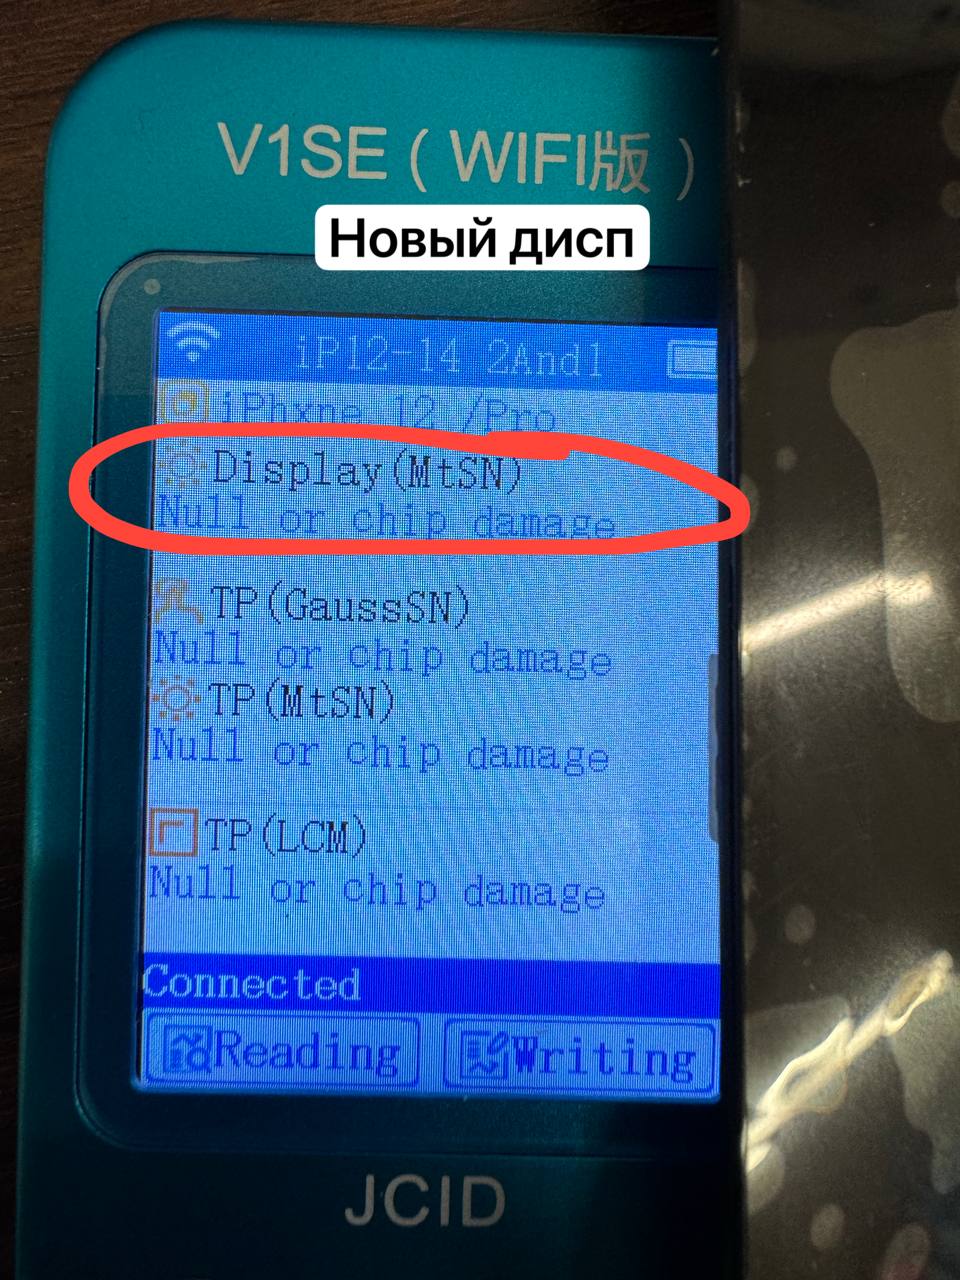 V1SE ( WIFI版 )
Новый дисп
iP12-14 2And1
iPhxne 12 /Pro
Display(MtSN)
Null or chip damage
TP(GaussSN)
Null or chip damage
TP(MtSN)
Null or chip damage
TP(LCM)
Null or chip damage
Connected
Reading Writing
JCID